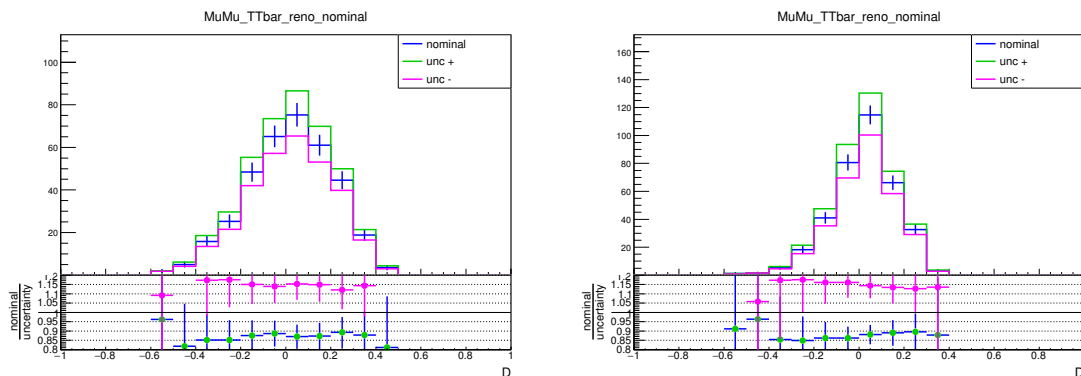 MuMu_TTbar_reno_nominal
nominal
unc +
unc -
100
80
60
40
20
1.2
1.15
1.1
1.05
1
0.95
0.9
0.85
0.8
nominal
uncertainty
−1 −0.8 −0.6 −0.4 −0.2 0 0.2 0.4 0.6 0.8 1
D
MuMu_TTbar_reno_nominal
nominal
unc +
unc -
160
140
120
100
80
60
40
20
1.2
1.15
1.1
1.05
1
0.95
0.9
0.85
0.8
nominal
uncertainty
−1 −0.8 −0.6 −0.4 −0.2 0 0.2 0.4 0.6 0.8 1
D